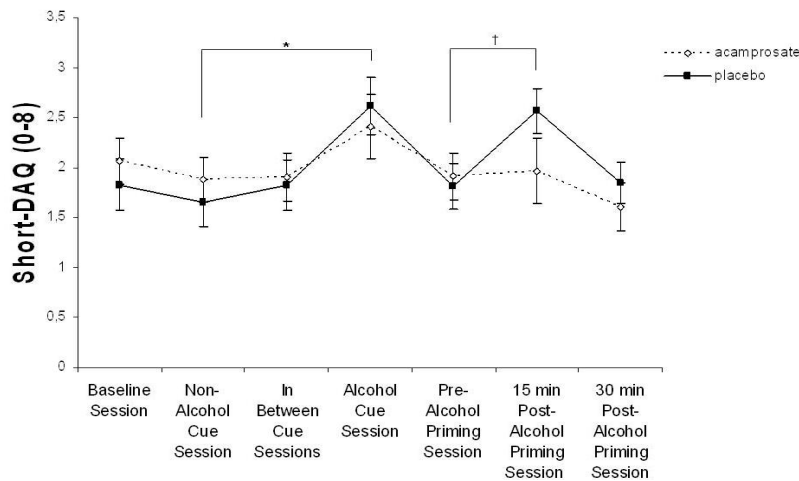 3,5
3
2,5
2
1,5
1
0,5
0
Short-DAQ (0-8)
*
†
acamprosate
placebo
Baseline
Session
Non-
Alcohol
Cue
Session
In
Between
Cue
Sessions
Alcohol
Cue
Session
Pre-
Alcohol
Priming
Session
15 min
Post-
Alcohol
Priming
Session
30 min
Post-
Alcohol
Priming
Session